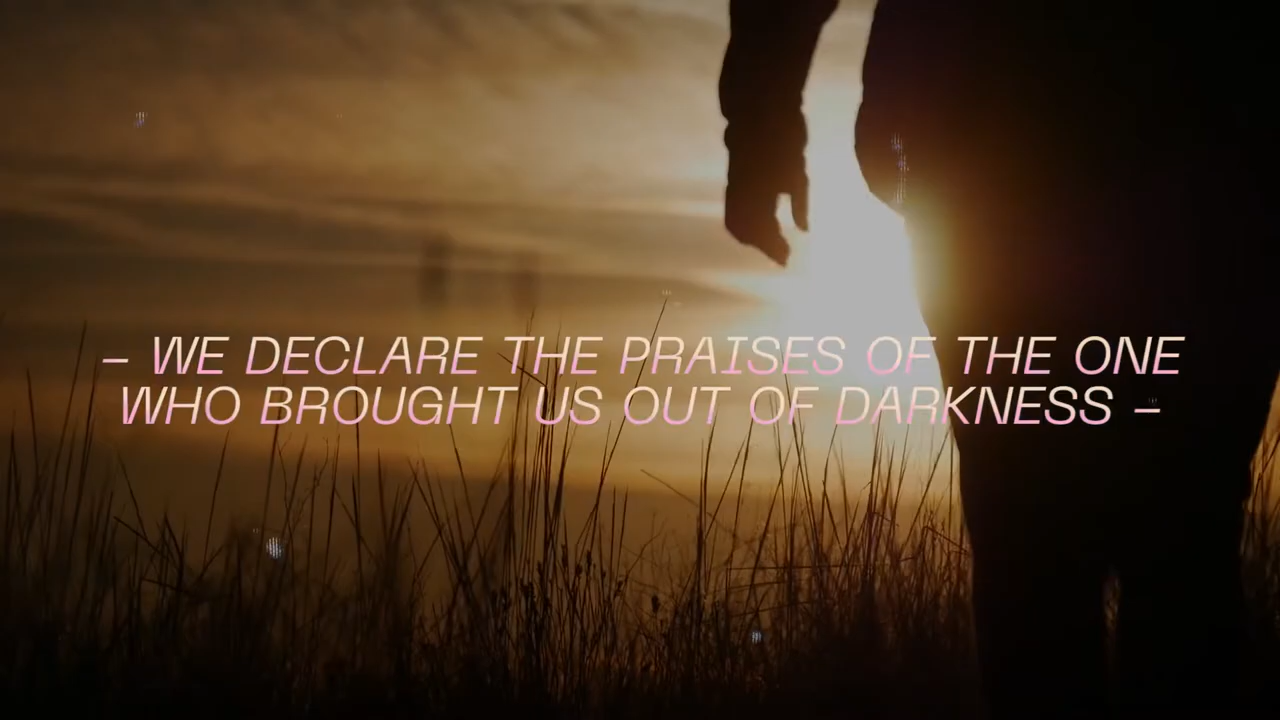 – WE DECLARE THE PRAISES OF THE ONE
WHO BROUGHT US OUT OF DARKNESS –